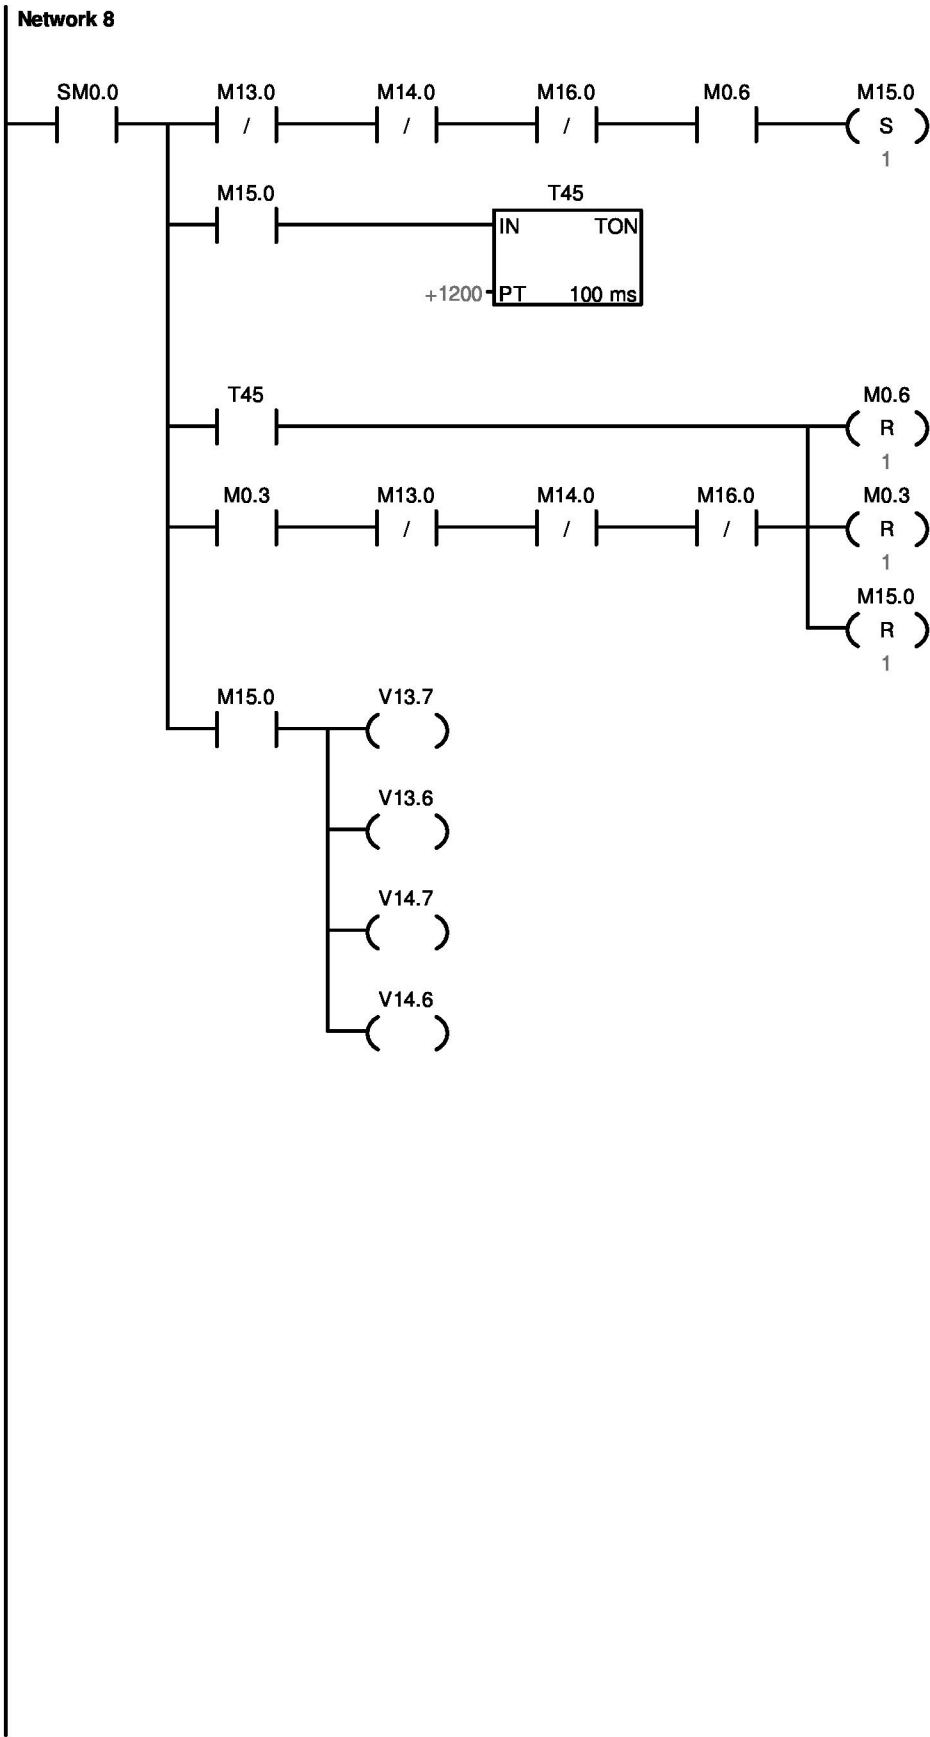 Network 8
SM0.0 M13.0 M14.0 M16.0 M0.6 M15.0
/ / / S
1
M15.0 T45
IN TON
+1200 PT 100 ms
T45 M0.6
R
1
M0.3 M13.0 M14.0 M16.0 M0.3
/ / / R
1
M15.0
R
1
M15.0 V13.7
V13.6
V14.7
V14.6